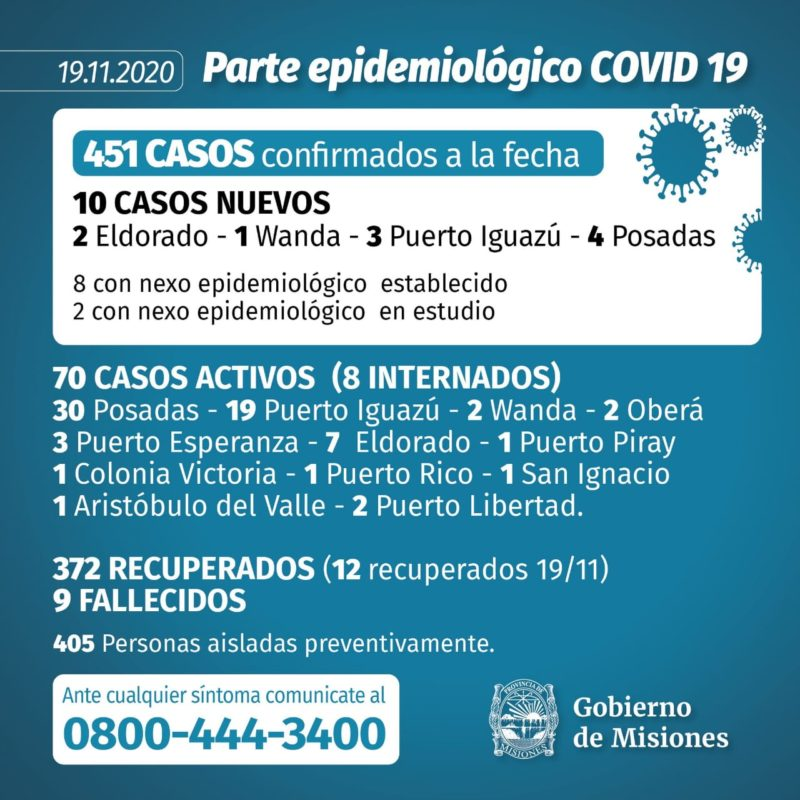 19.11.2020 Parte epidemiológico COVID 19
451 CASOS confirmados a la fecha
10 CASOS NUEVOS
2 Eldorado - 1 Wanda - 3 Puerto Iguazú - 4 Posadas
8 con nexo epidemiológico establecido
2 con nexo epidemiológico en estudio
70 CASOS ACTIVOS (8 INTERNADOS)
30 Posadas - 19 Puerto Iguazú - 2 Wanda - 2 Oberá
3 Puerto Esperanza - 7 Eldorado - 1 Puerto Piray
1 Colonia Victoria - 1 Puerto Rico - 1 San Ignacio
1 Aristóbulo del Valle - 2 Puerto Libertad.
372 RECUPERADOS (12 recuperados 19/11)
9 FALLECIDOS
405 Personas aisladas preventivamente.
Ante cualquier síntoma comunicate al
0800-444-3400
PROVINCIA DE
MISIONES
Gobierno
de Misiones